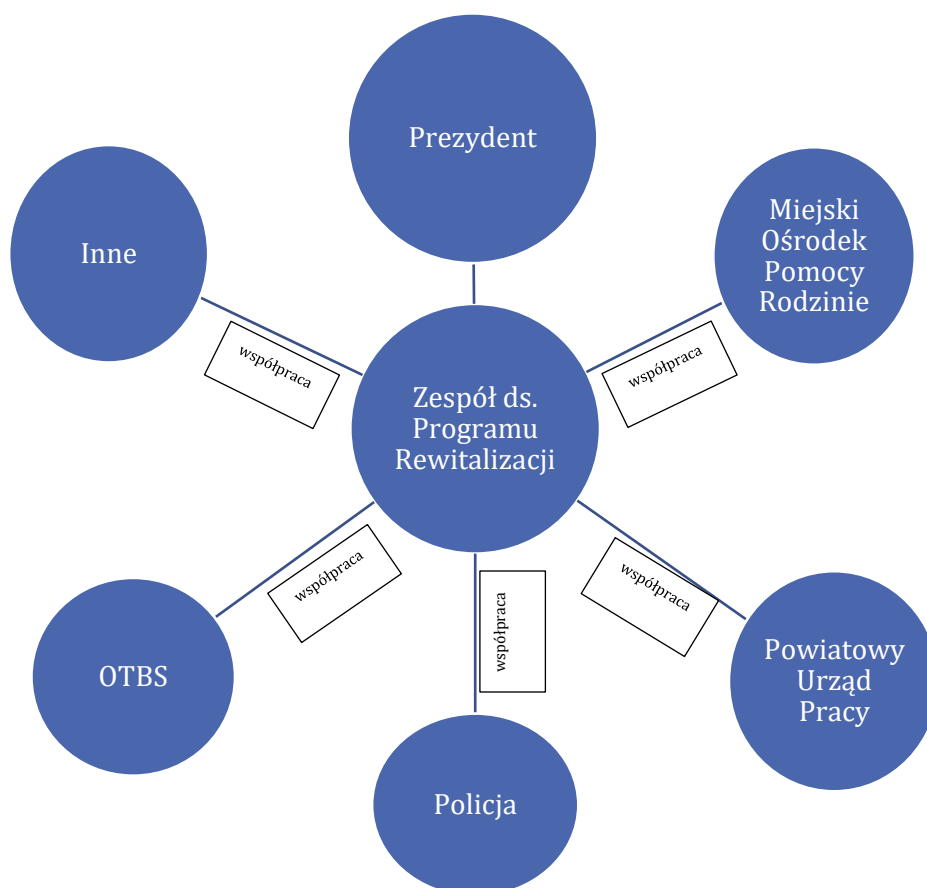 Prezydent
Inne
Miejski
Ośrodek
Pomocy
Rodzinie
współpraca
współpraca
Zespół ds.
Programu
Rewitalizacji
współpraca
współpraca
współpraca
OTBS
Policja
Powiatowy
Urząd
Pracy